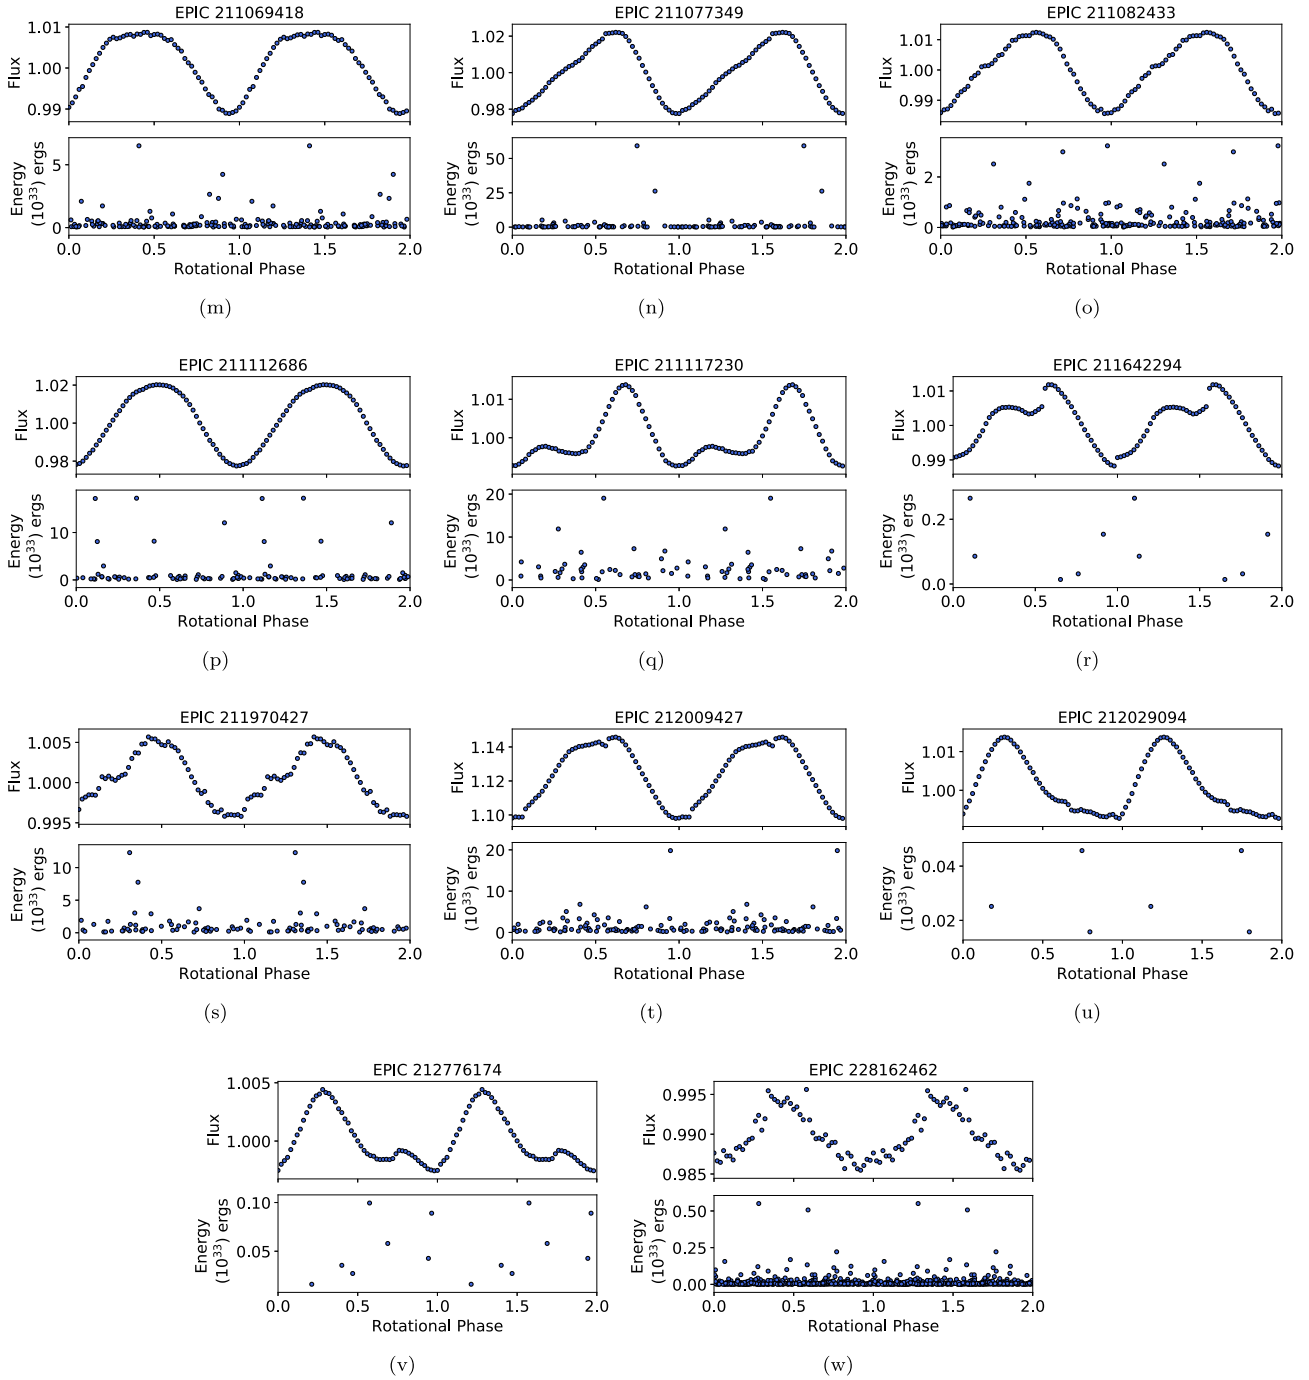 EPIC 211069418
1.01
1.00
0.99
Flux
5
0
Energy
(10^33) ergs
0.0 0.5 1.0 1.5 2.0
Rotational Phase
(m)
EPIC 211077349
1.02
1.00
0.98
Flux
50
25
0
Energy
(10^33) ergs
0.0 0.5 1.0 1.5 2.0
Rotational Phase
(n)
EPIC 211082433
1.01
1.00
0.99
Flux
2
0
Energy
(10^33) ergs
0.0 0.5 1.0 1.5 2.0
Rotational Phase
(o)
EPIC 211112686
1.02
1.00
0.98
Flux
10
0
Energy
(10^33) ergs
0.0 0.5 1.0 1.5 2.0
Rotational Phase
(p)
EPIC 211117230
1.01
1.00
Flux
20
10
0
Energy
(10^33) ergs
0.0 0.5 1.0 1.5 2.0
Rotational Phase
(q)
EPIC 211642294
1.01
1.00
0.99
Flux
0.2
0.0
Energy
(10^33) ergs
0.0 0.5 1.0 1.5 2.0
Rotational Phase
(r)
EPIC 211970427
1.005
1.000
0.995
Flux
10
5
0
Energy
(10^33) ergs
0.0 0.5 1.0 1.5 2.0
Rotational Phase
(s)
EPIC 212009427
1.14
1.12
1.10
Flux
20
10
0
Energy
(10^33) ergs
0.0 0.5 1.0 1.5 2.0
Rotational Phase
(t)
EPIC 212029094
1.01
1.00
Flux
0.04
0.02
Energy
(10^33) ergs
0.0 0.5 1.0 1.5 2.0
Rotational Phase
(u)
EPIC 212776174
1.005
1.000
Flux
0.10
0.05
Energy
(10^33) ergs
0.0 0.5 1.0 1.5 2.0
Rotational Phase
(v)
EPIC 228162462
0.995
0.990
0.985
Flux
0.50
0.25
0.00
Energy
(10^33) ergs
0.0 0.5 1.0 1.5 2.0
Rotational Phase
(w)